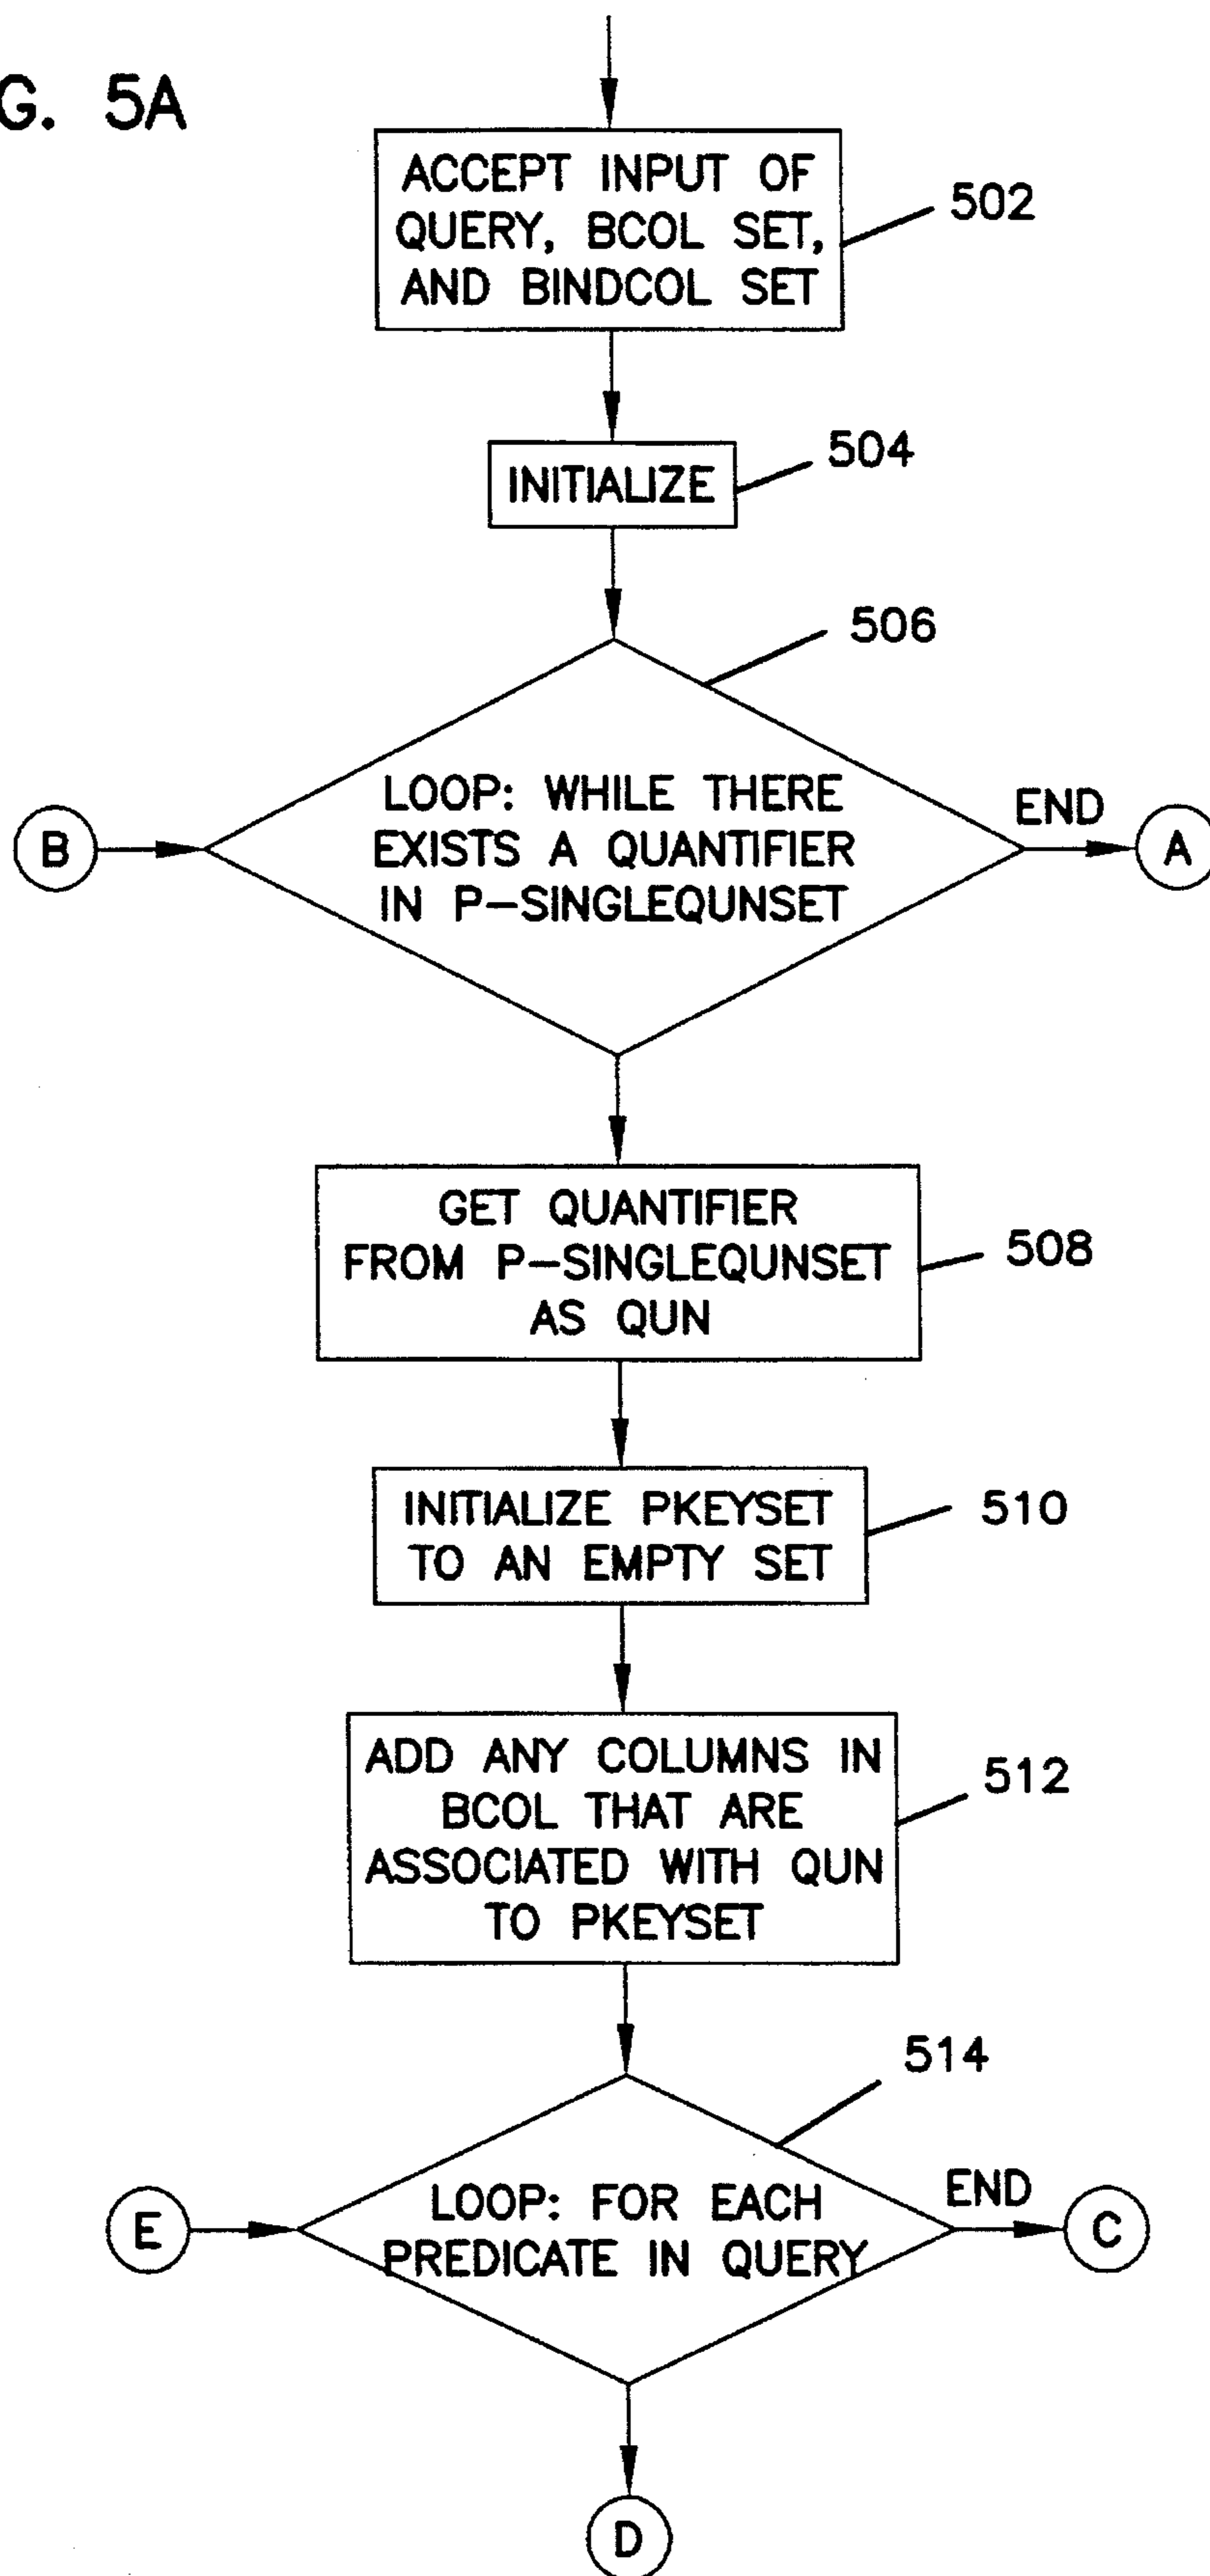 G. 5A
ACCEPT INPUT OF
QUERY, BCOL SET,
AND BINDCOL SET
502
INITIALIZE
504
506
LOOP: WHILE THERE
EXISTS A QUANTIFIER
IN P-SINGLEQUNSET
B
END
A
GET QUANTIFIER
FROM P-SINGLEQUNSET
AS QUN
508
INITIALIZE PKEYSET
TO AN EMPTY SET
510
ADD ANY COLUMNS IN
BCOL THAT ARE
ASSOCIATED WITH QUN
TO PKEYSET
512
514
LOOP: FOR EACH
PREDICATE IN QUERY
E
END
C
D